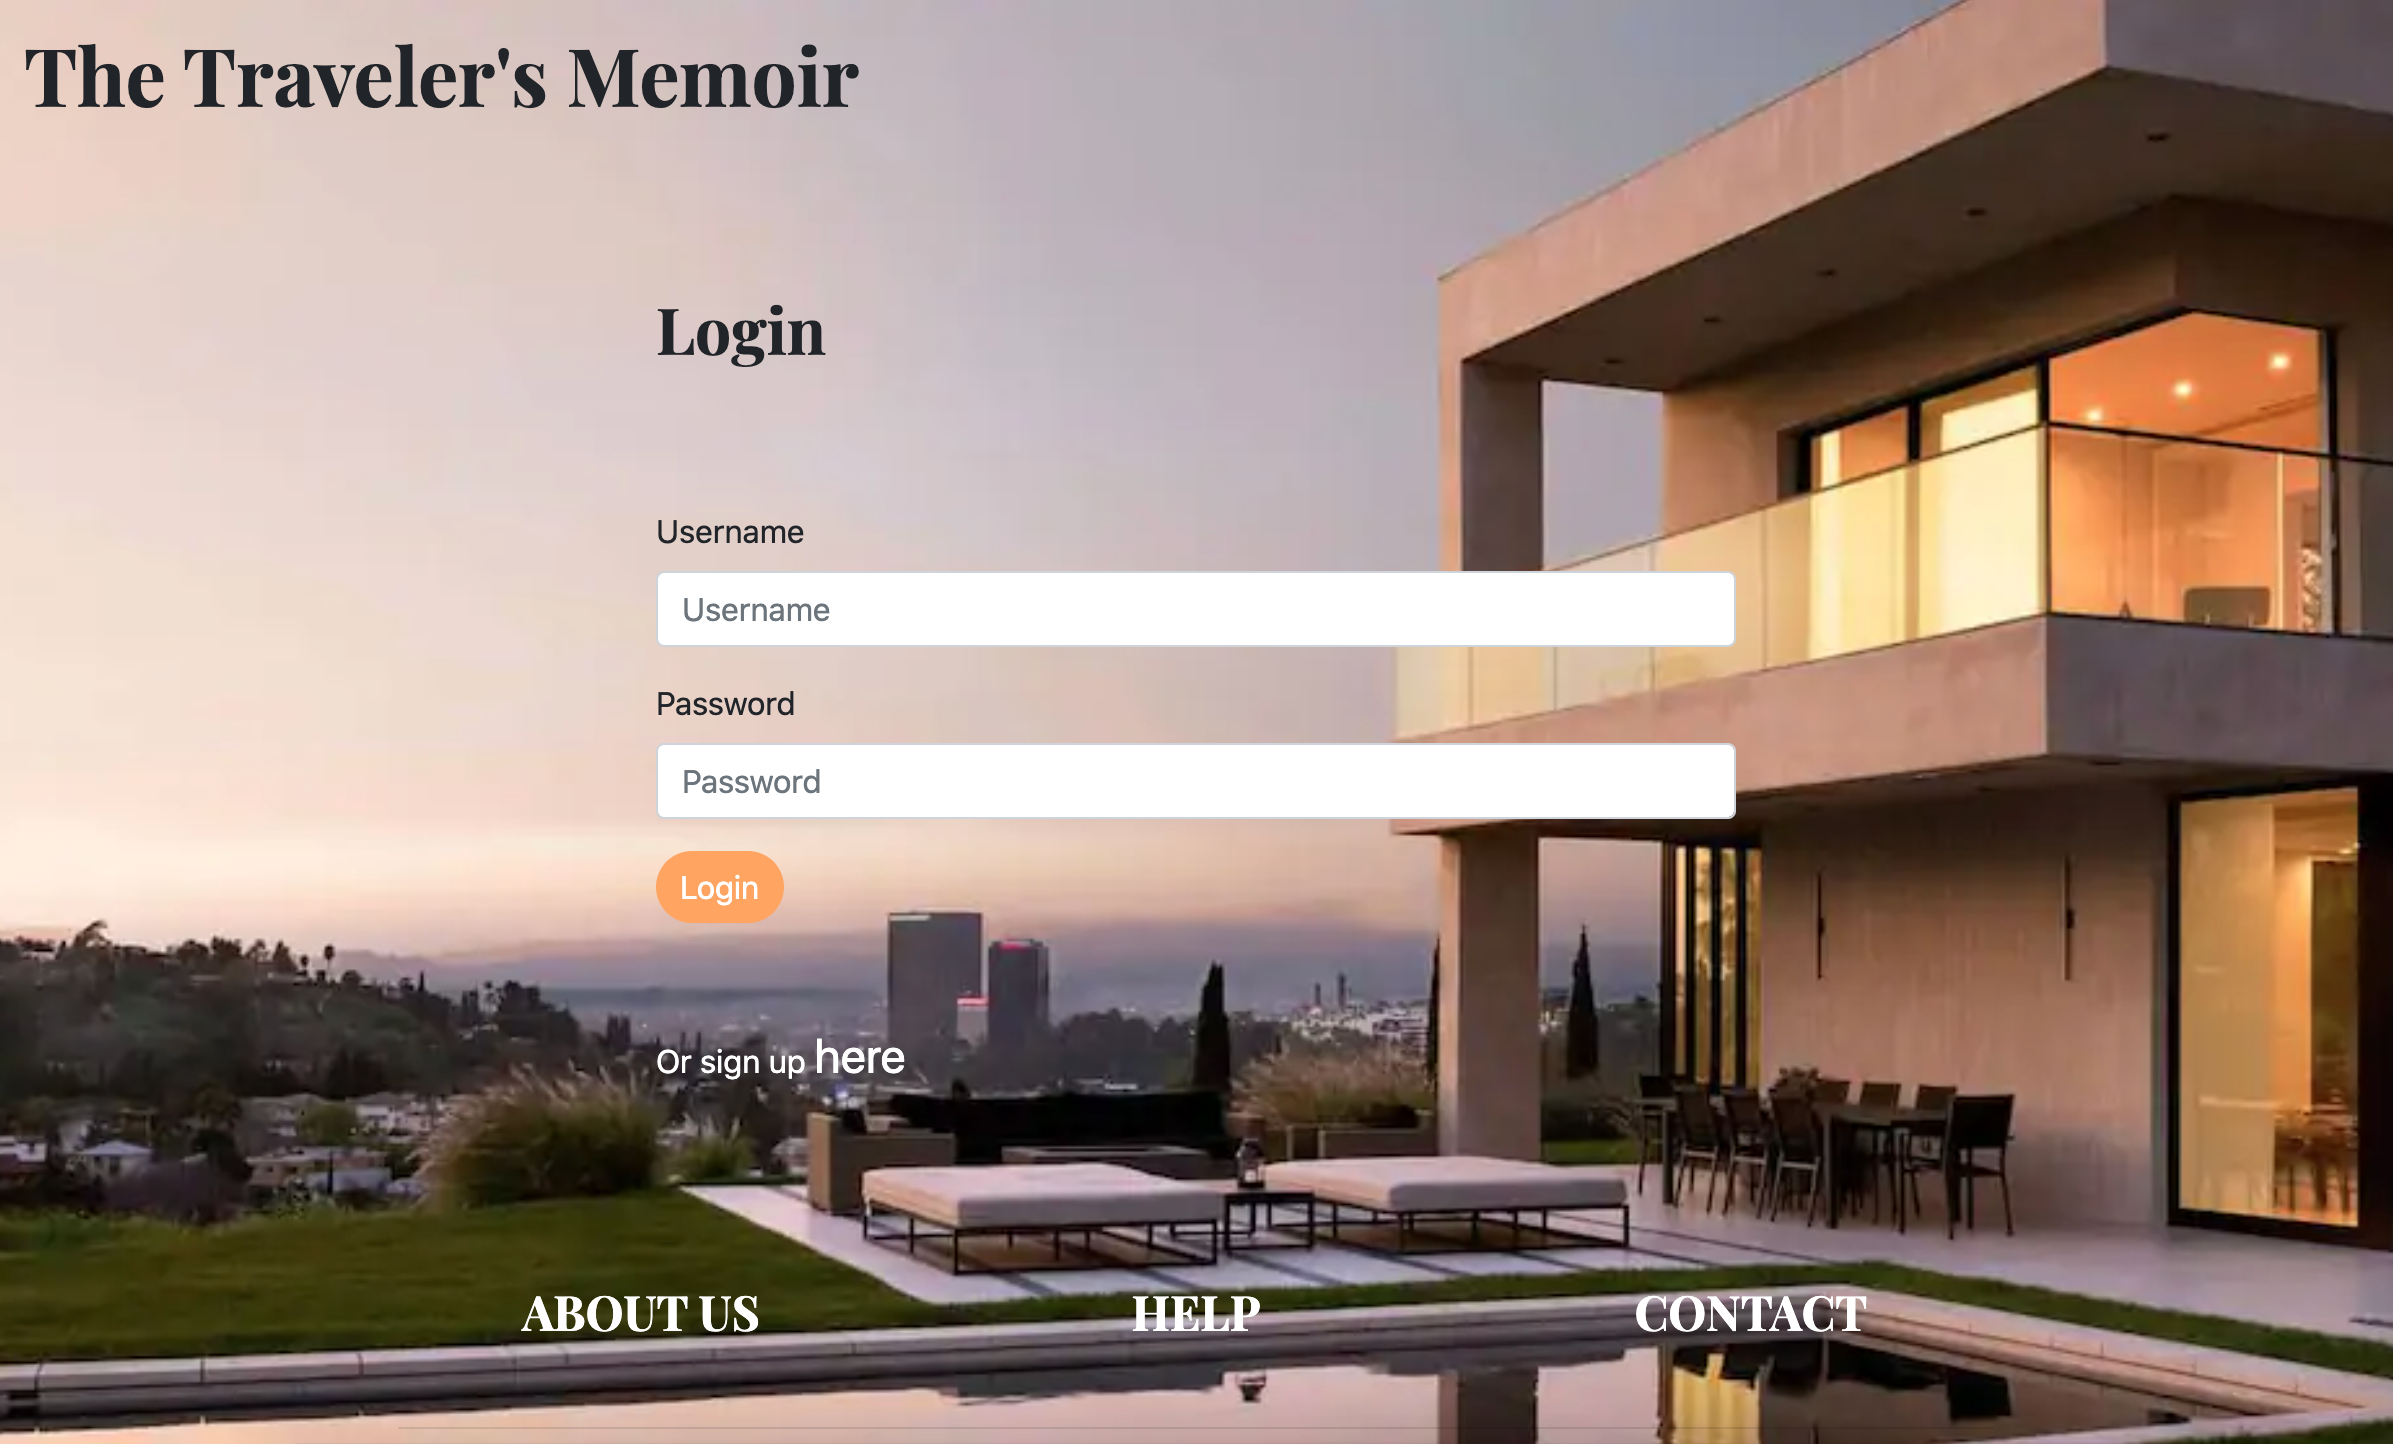 The Traveler's Memoir
Login
Username
Username
Password
Password
Login
Or sign up here
ABOUT US
HELP
CONTACT